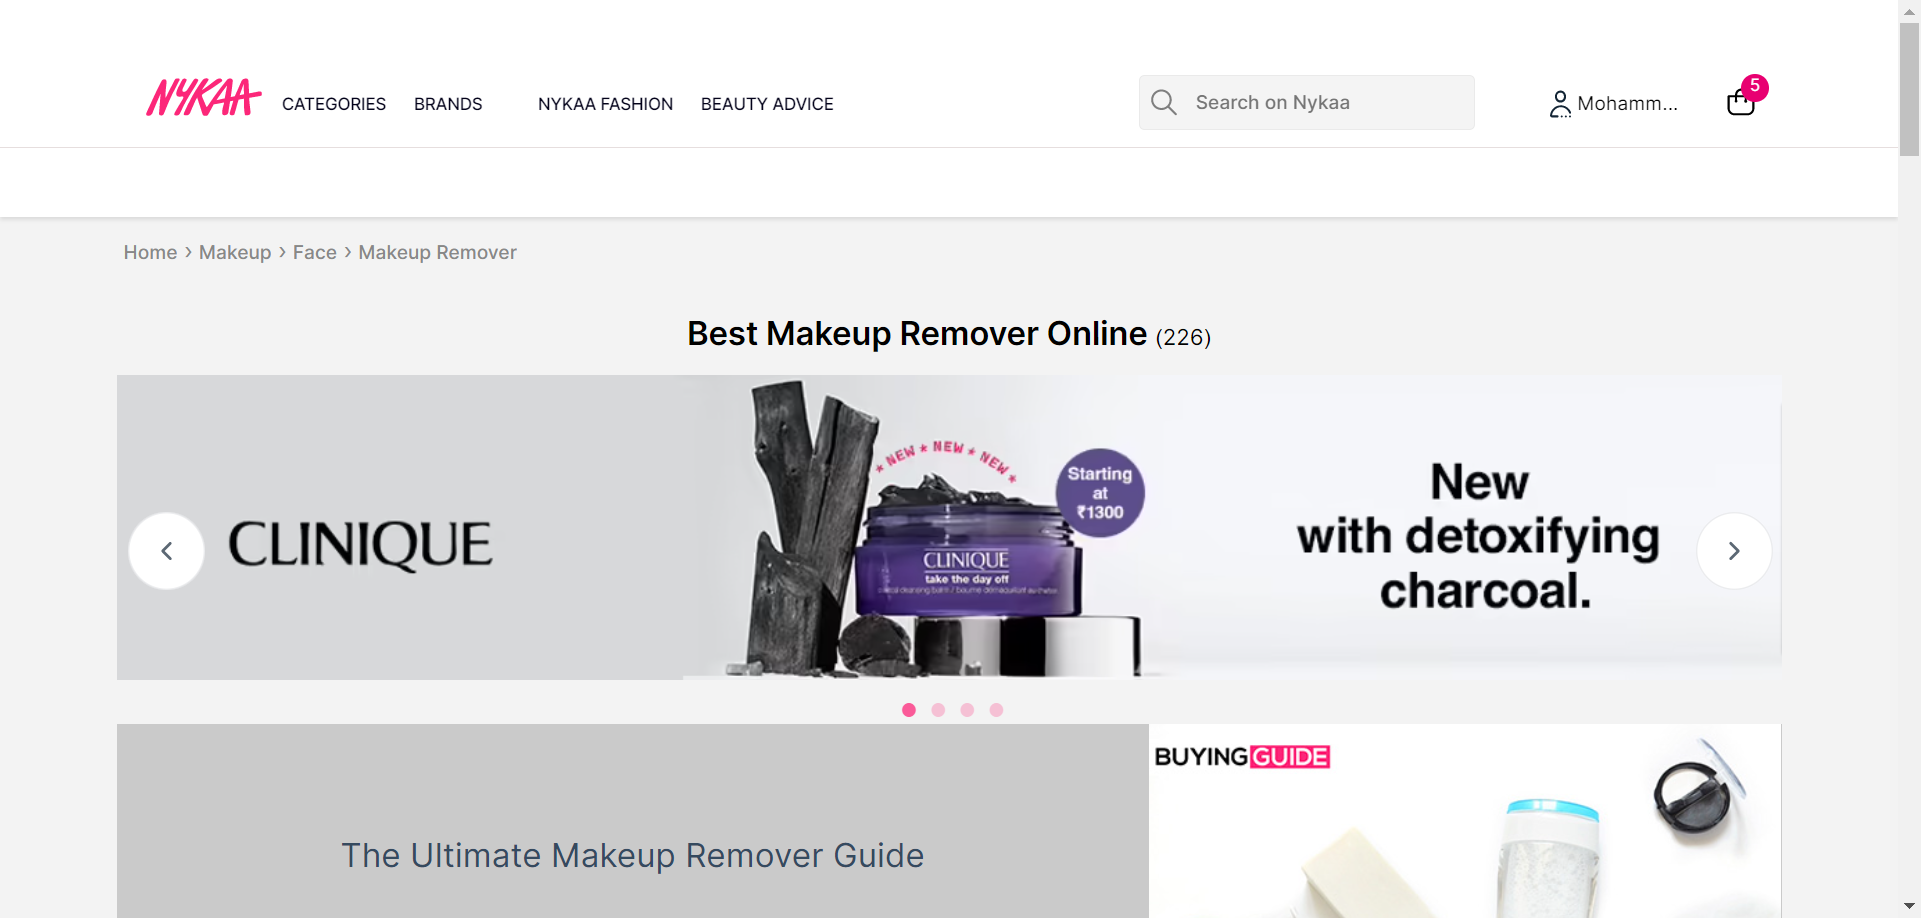 NYKAA CATEGORIES BRANDS NYKAA FASHION BEAUTY ADVICE Search on Nykaa Mohamm... 5
Home › Makeup › Face › Makeup Remover
Best Makeup Remover Online (226)
CLINIQUE
* NEW * NEW * NEW *
Starting
at
₹1300
CLINIQUE
take the day off
New
with detoxifying
charcoal.
The Ultimate Makeup Remover Guide
BUYING GUIDE